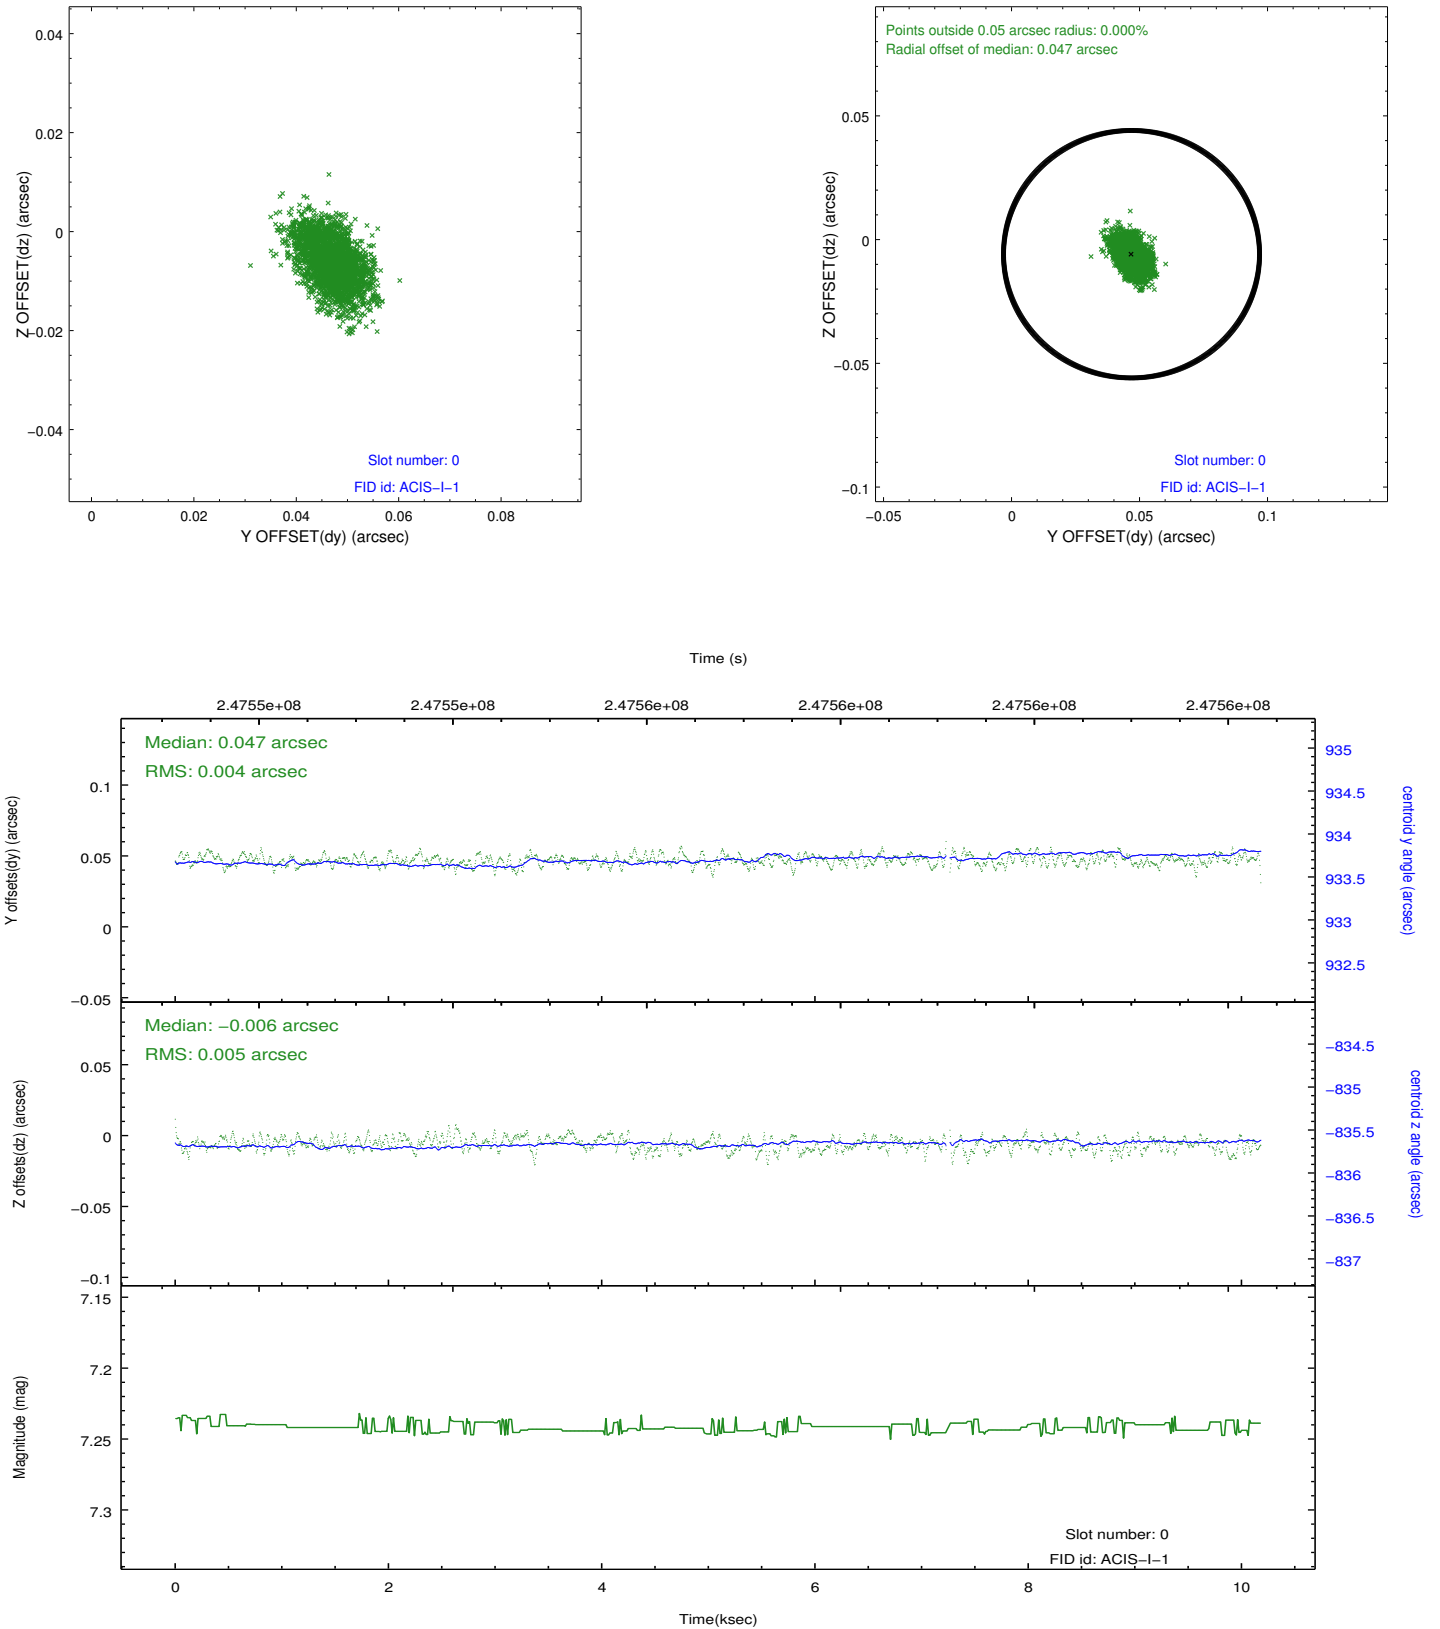 0.04
0.02
0
−0.02
−0.04
Z OFFSET(dz) (arcsec)
Slot number: 0
FID id: ACIS−I−1
0
0.02
0.04
0.06
0.08
Y OFFSET(dy) (arcsec)
Points outside 0.05 arcsec radius: 0.000%
Radial offset of median: 0.047 arcsec
0.05
0
−0.05
−0.1
Z OFFSET(dz) (arcsec)
Slot number: 0
FID id: ACIS−I−1
−0.05
0
0.05
0.1
Y OFFSET(dy) (arcsec)
Time (s)
2.4755e+08
2.4755e+08
2.4756e+08
2.4756e+08
2.4756e+08
2.4756e+08
Median: 0.047 arcsec
RMS: 0.004 arcsec
0.1
0.05
0
−0.05
Y offsets(dy) (arcsec)
935
934.5
934
933.5
933
932.5
centroid y angle (arcsec)
Median: −0.006 arcsec
RMS: 0.005 arcsec
0.05
0
−0.05
−0.1
Z offsets(dz) (arcsec)
−834.5
−835
−835.5
−836
−836.5
−837
centroid z angle (arcsec)
7.15
7.2
7.25
7.3
Magnitude (mag)
Slot number: 0
FID id: ACIS−I−1
0
2
4
6
8
10
Time(ksec)